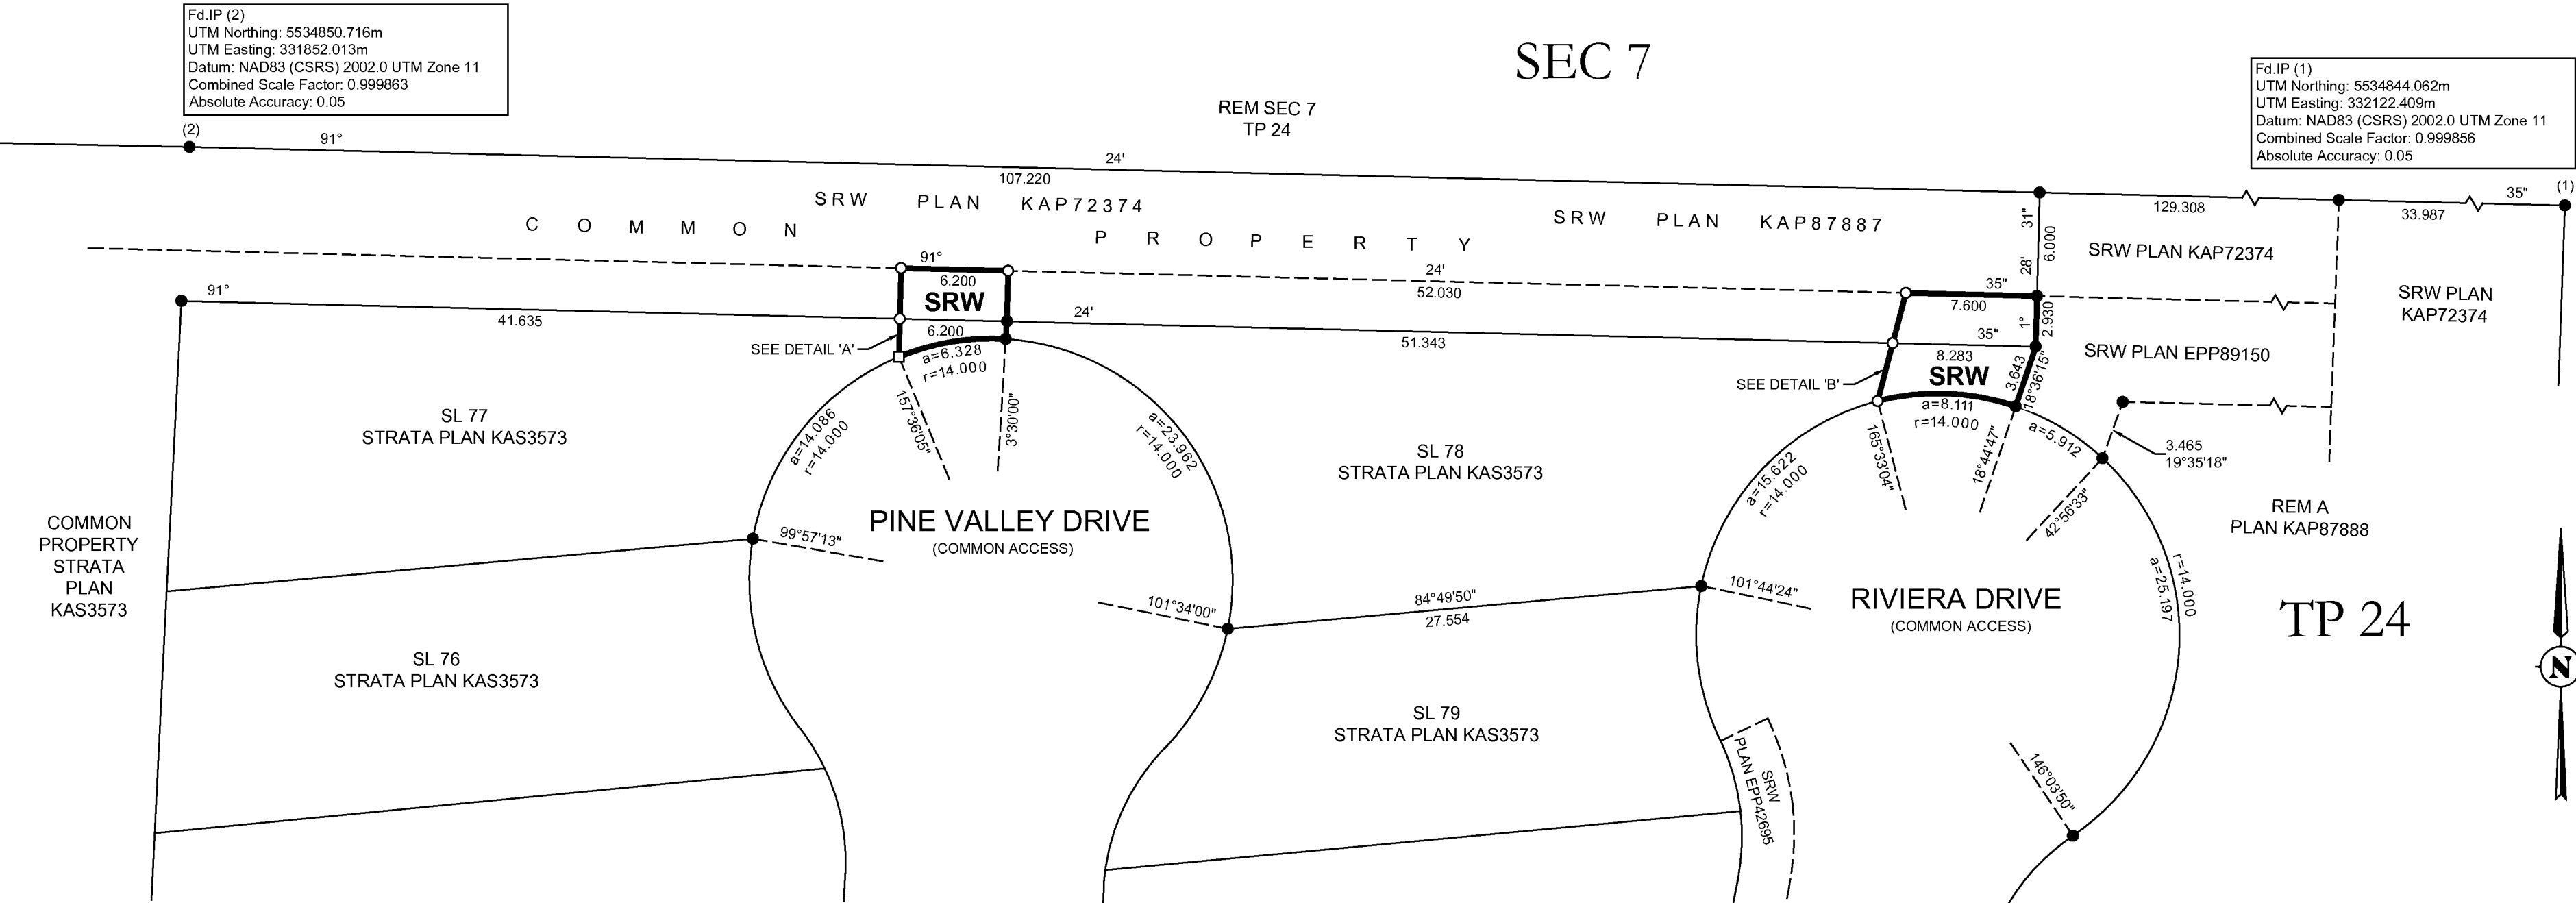 Fd.IP (2)
UTM Northing: 5534850.716m
UTM Easting: 331852.013m
Datum: NAD83 (CSRS) 2002.0 UTM Zone 11
Combined Scale Factor: 0.999863
Absolute Accuracy: 0.05
SEC 7
Fd.IP (1)
UTM Northing: 5534844.062m
UTM Easting: 332122.409m
Datum: NAD83 (CSRS) 2002.0 UTM Zone 11
Combined Scale Factor: 0.999856
Absolute Accuracy: 0.05
REM SEC 7
TP 24
(2)
91°
24'
107.220
(1)
35"
129.308
33.987
SRW PLAN KAP72374
COMMON PROPERTY
SRW PLAN KAP87887
31"
28'
6.000
SRW PLAN KAP72374
SRW PLAN
KAP72374
91°
6.200
SRW
24'
52.030
35"
7.600
1°
2.930
91°
41.635
6.200
24'
51.343
35"
8.283
SRW
3.643
18°36'15"
SRW PLAN EPP89150
SEE DETAIL 'A'
a=6.328
r=14.000
SEE DETAIL 'B'
a=8.111
r=14.000
SL 77
STRATA PLAN KAS3573
a=14.086
r=14.000
157°36'05"
3°30'00"
a=23.962
r=14.000
SL 78
STRATA PLAN KAS3573
a=15.622
r=14.000
165°33'04"
18°44'47"
a=5.912
3.465
19°35'18"
42°56'33"
REM A
PLAN KAP87888
COMMON
PROPERTY
STRATA
PLAN
KAS3573
99°57'13"
PINE VALLEY DRIVE
(COMMON ACCESS)
101°34'00"
84°49'50"
27.554
101°44'24"
RIVIERA DRIVE
(COMMON ACCESS)
r=14.000
a=25.197
TP 24
N
SL 76
STRATA PLAN KAS3573
SL 79
STRATA PLAN KAS3573
SRW
PLAN EPP42695
146°03'50"